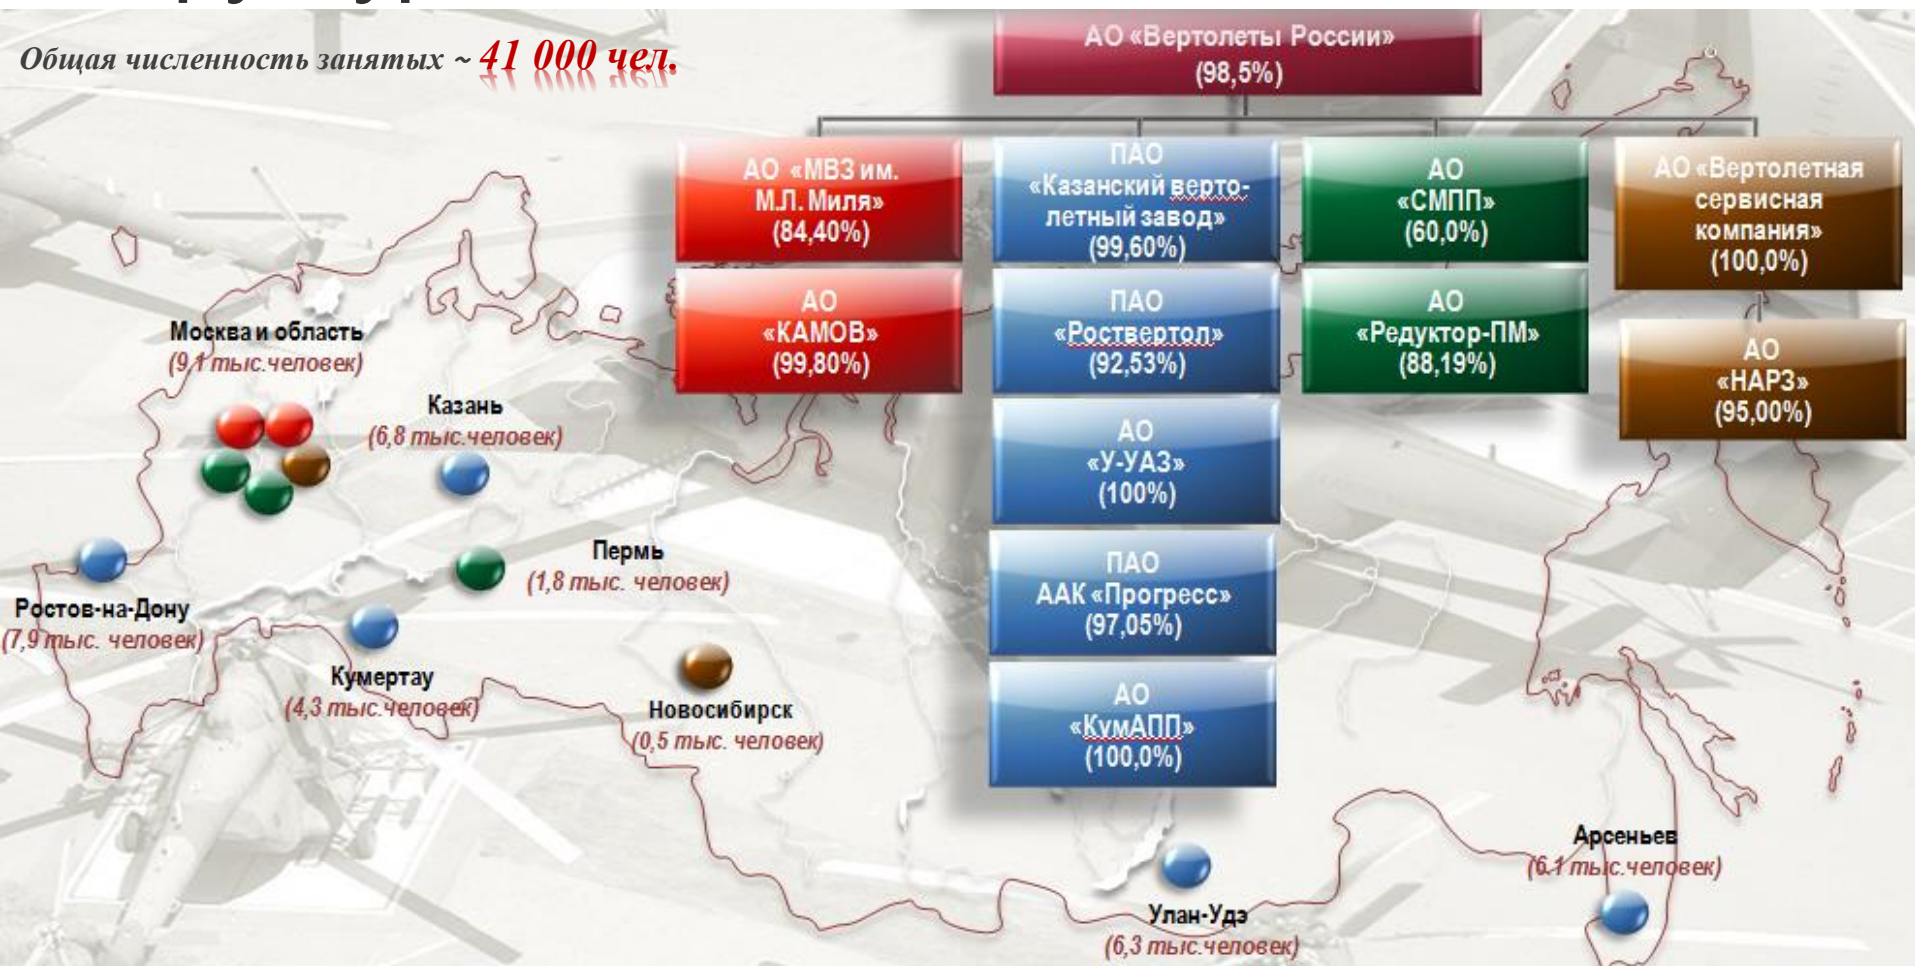 Общая численность занятых ~ 41 000 чел.
АО «Вертолеты России»
(98,5%)
АО «МВЗ им.
М.Л. Миля»
(84,40%)
АО
«КАМОВ»
(99,80%)
ПАО
«Казанский верто-
летный завод»
(99,60%)
ПАО
«Роствертол»
(92,53%)
АО
«У-УАЗ»
(100%)
ПАО
ААК «Прогресс»
(97,05%)
АО
«КумАПП»
(100,0%)
АО
«СМПП»
(60,0%)
АО
«Редуктор-ПМ»
(88,19%)
АО «Вертолетная
сервисная
компания»
(100,0%)
АО
«НАРЗ»
(95,00%)
Москва и область
(9,1 тыс.человек)
Казань
(6,8 тыс.человек)
Пермь
(1,8 тыс. человек)
Ростов-на-Дону
(7,9 тыс. человек)
Кумертау
(4,3 тыс.человек)
Новосибирск
(0,5 тыс. человек)
Улан-Удэ
(6,3 тыс.человек)
Арсеньев
(6.1 тыс.человек)